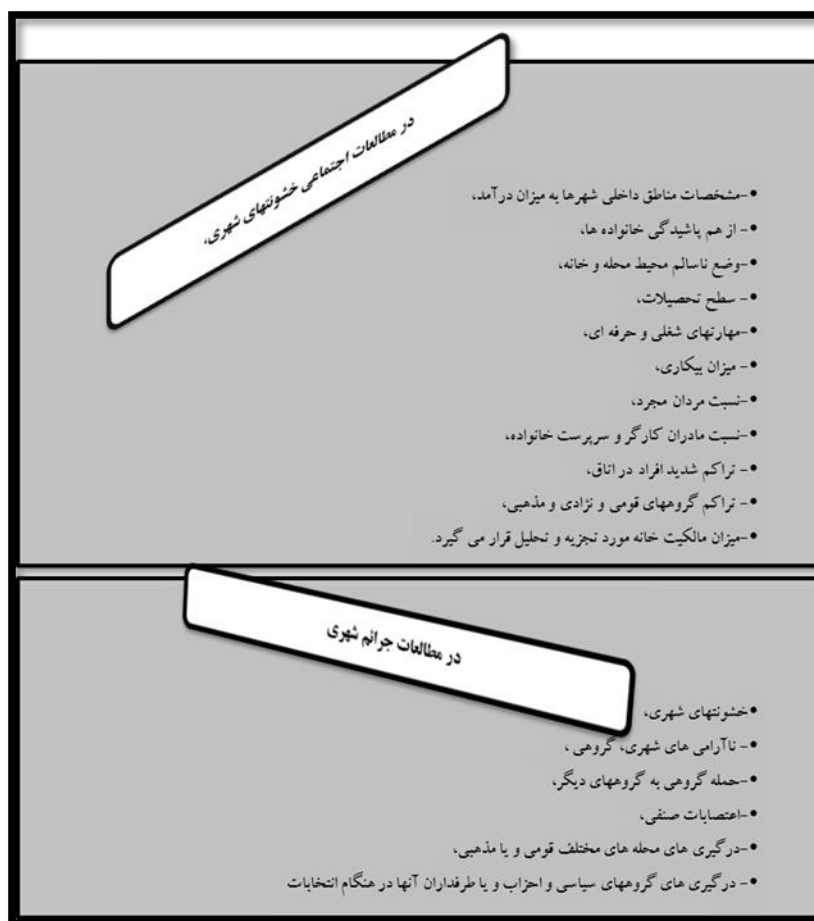 در مطالعات اجتماعی خشونتهای شهری،
•-مشخصات مناطق داخلی شهرها به میزان درآمد،
•- از هم پاشیدگی خانواده ها،
•-وضع ناسالم محیط محله و خانه،
•- سطح تحصیلات،
•-مهارتهای شغلی و حرفه ای،
•- میزان بیکاری،
•-نسبت مردان مجرد،
•-نسبت مادران کارگر و سرپرست خانواده،
•- تراکم شدید افراد در اتاق،
•- تراکم گروههای قومی و نژادی و مذهبی،
•-میزان مالکیت خانه مورد تجزیه و تحلیل قرار می گیرد.
در مطالعات جرائم شهری
•خشونتهای شهری،
•- ناآرامی های شهری، گروهی ،
•-حمله گروهی به گروههای دیگر،
•-اعتصابات صنفی،
•-درگیری های محله های مختلف قومی و یا مذهبی،
•- درگیری های گروههای سیاسی و احزاب و یا طرفداران آنها در هنگام انتخابات